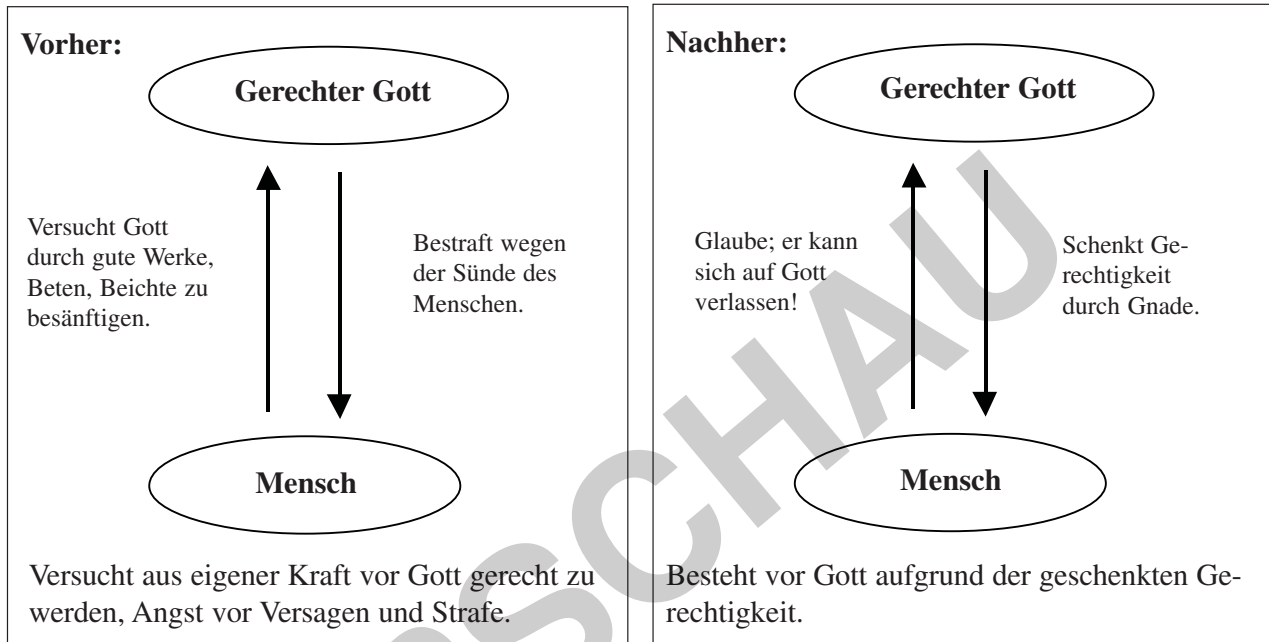 Vorher:
Gerechter Gott
Versucht Gott
durch gute Werke,
Beten, Beichte zu
besänftigen.
Bestraft wegen
der Sünde des
Menschen.
Mensch
Versucht aus eigener Kraft vor Gott gerecht zu
werden, Angst vor Versagen und Strafe.
Nachher:
Gerechter Gott
Glaube; er kann
sich auf Gott
verlassen!
Schenkt Ge-
rechtigkeit
durch Gnade.
Mensch
Besteht vor Gott aufgrund der geschenkten Ge-
rechtigkeit.
SCHAU